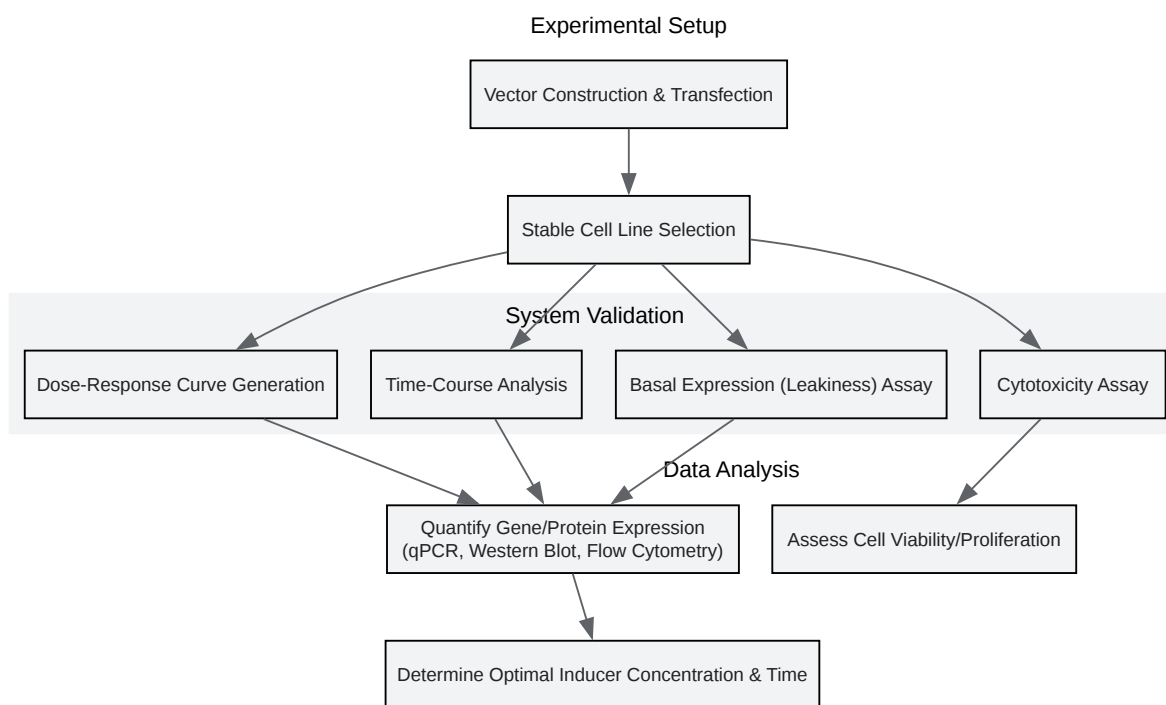 Experimental Setup
Vector Construction & Transfection
Stable Cell Line Selection
System Validation
Dose-Response Curve Generation
Time-Course Analysis
Basal Expression (Leakiness) Assay
Cytotoxicity Assay
Data Analysis
Quantify Gene/Protein Expression
(qPCR, Western Blot, Flow Cytometry)
Assess Cell Viability/Proliferation
Determine Optimal Inducer Concentration & Time